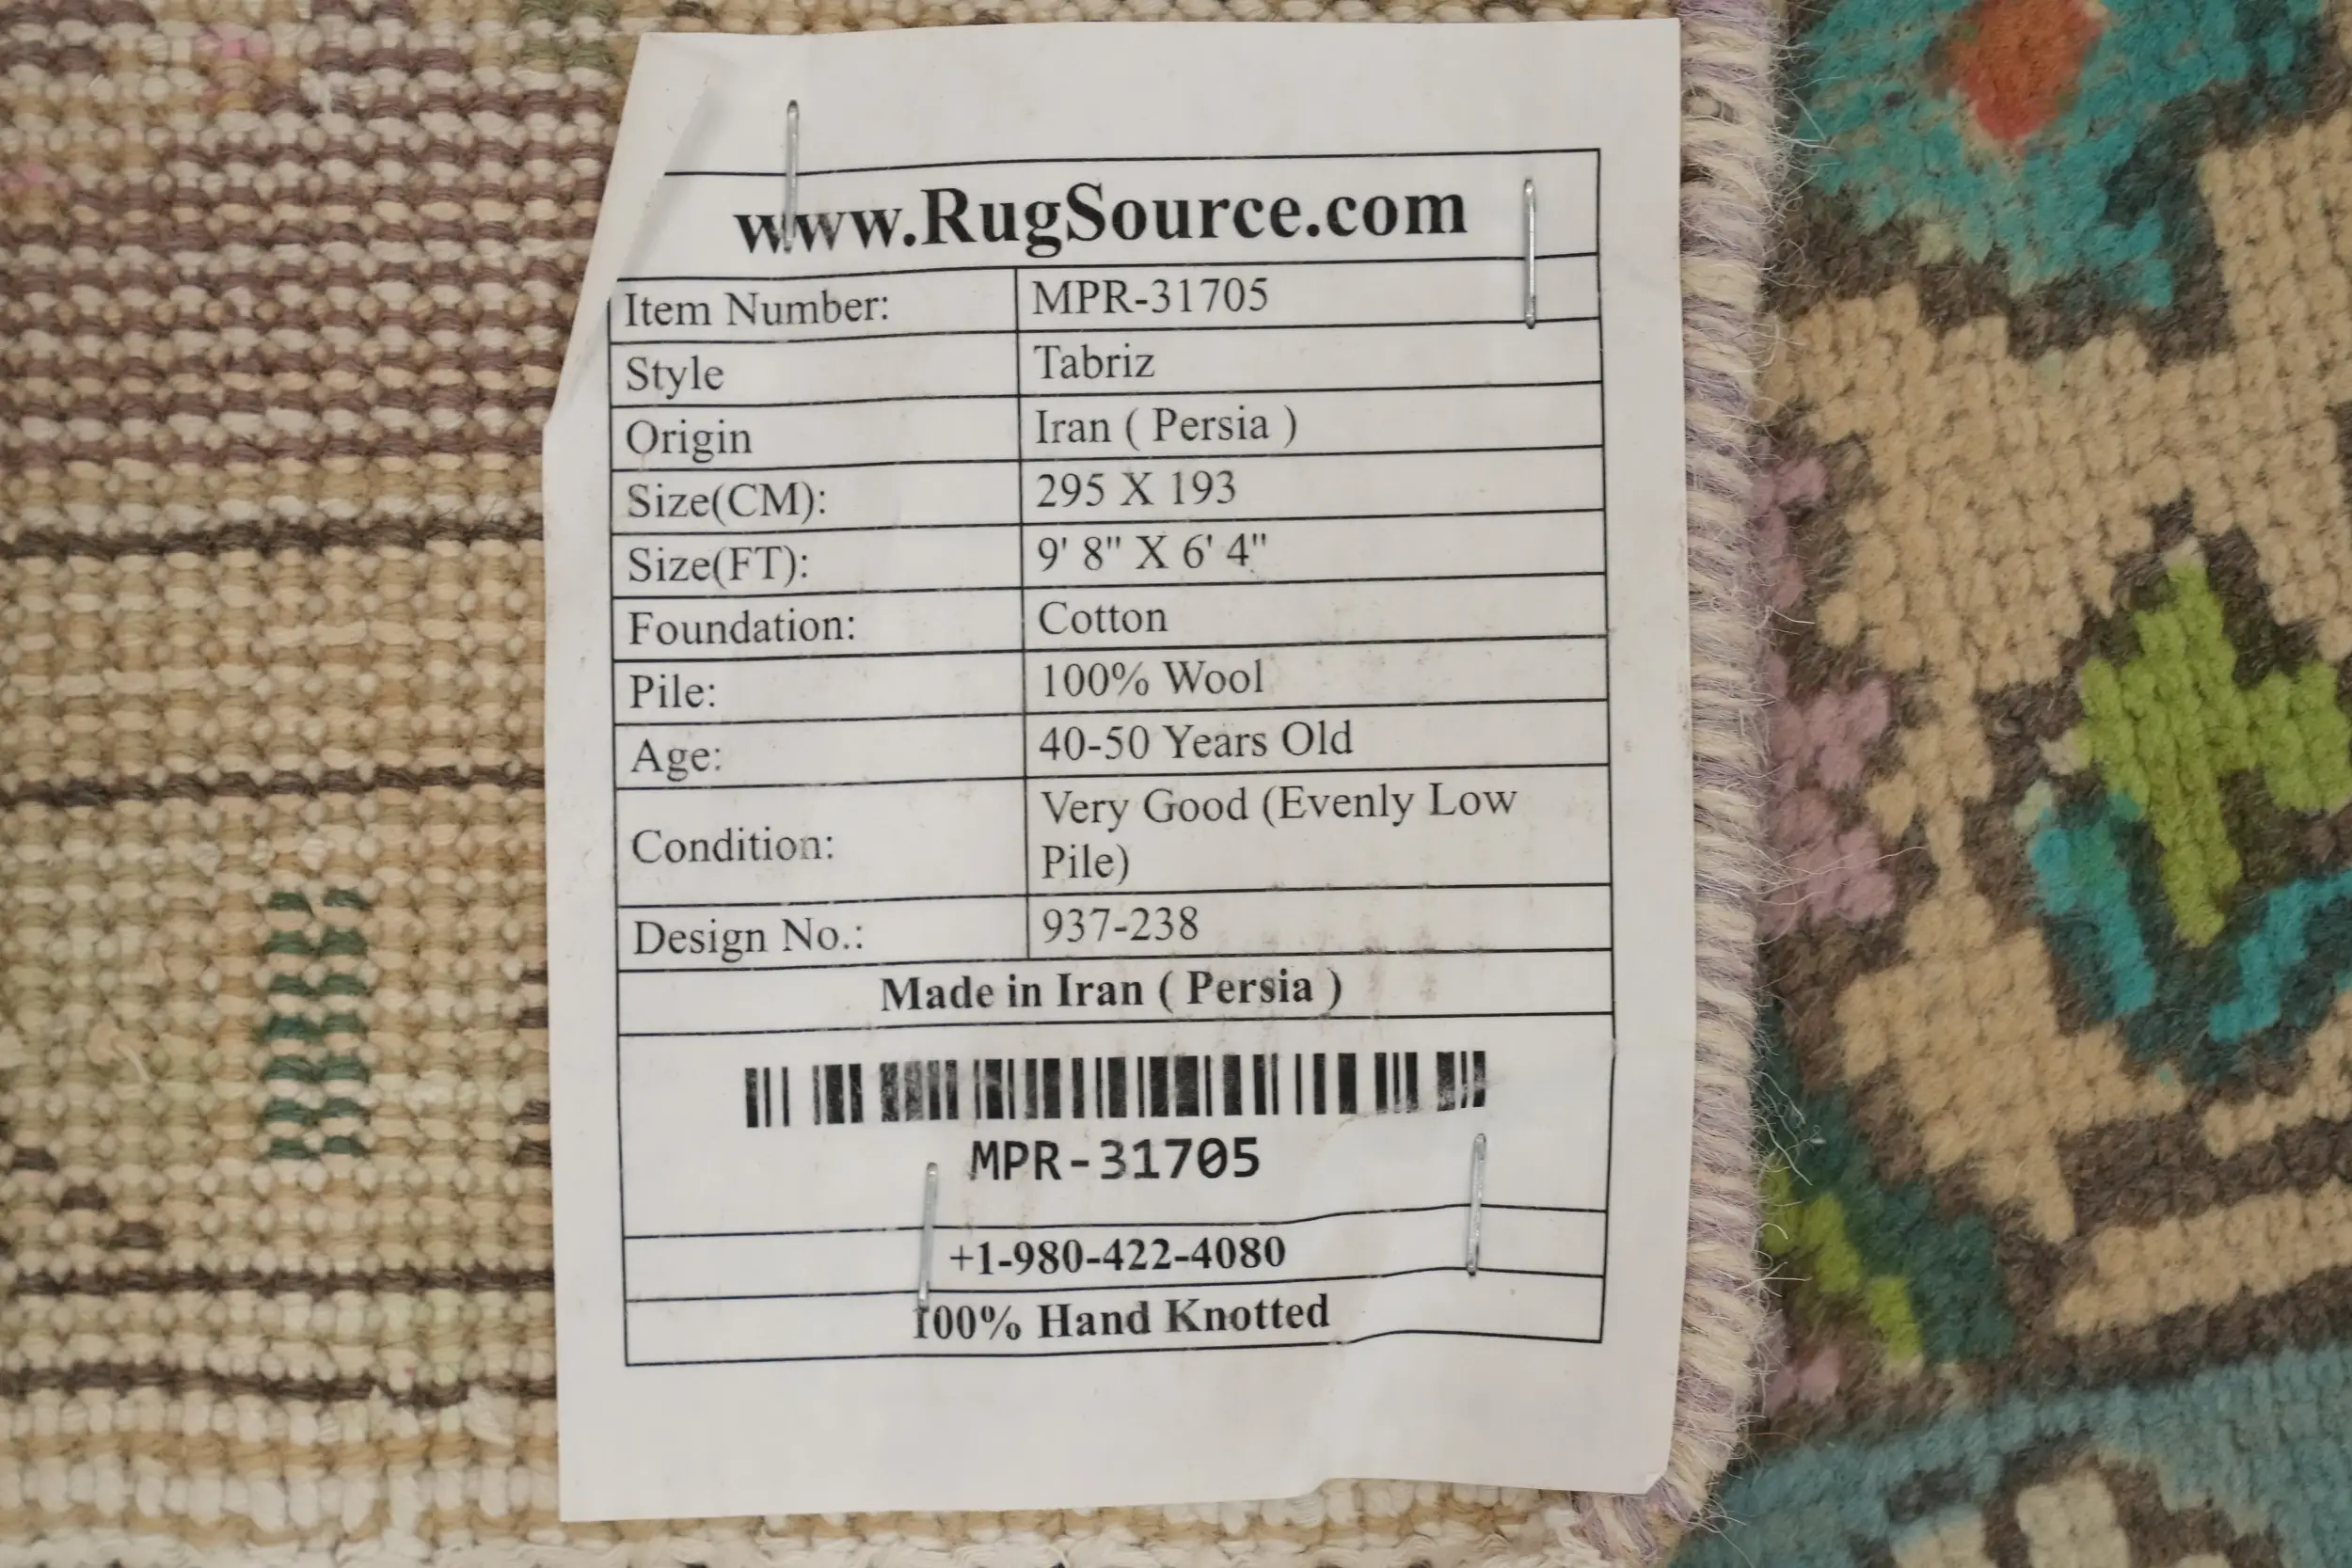 www.RugSource.com
Item Number: MPR-31705
Style Tabriz
Origin Iran ( Persia )
Size(CM): 295 X 193
Size(FT): 9' 8" X 6' 4"
Foundation: Cotton
Pile: 100% Wool
Age: 40-50 Years Old
Condition: Very Good (Evenly Low
Pile)
Design No.: 937-238
Made in Iran ( Persia )
MPR-31705
+1-980-422-4080
100% Hand Knotted